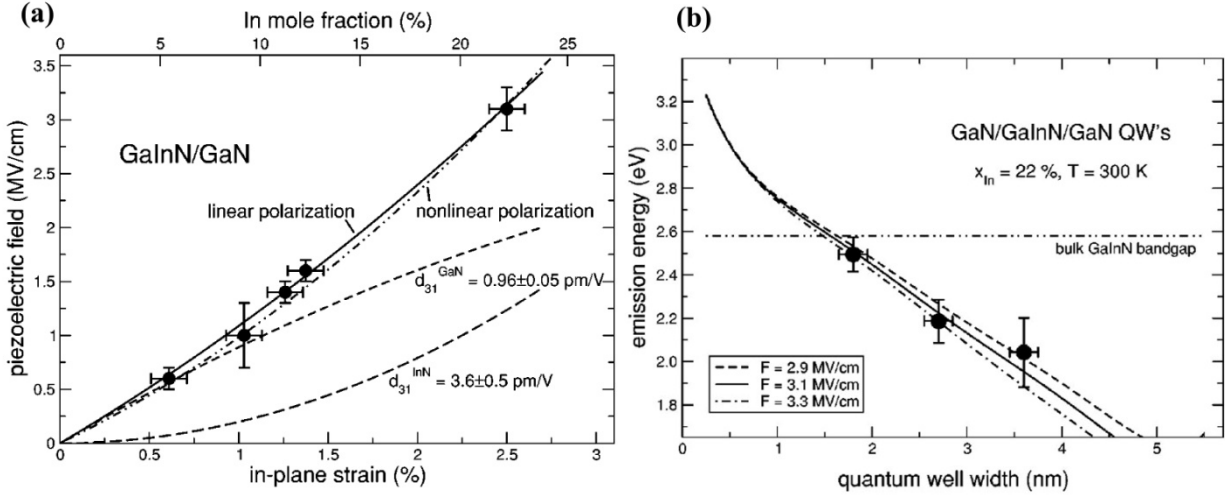 (a)
In mole fraction (%)
0 5 10 15 20 25
3.5
3
2.5
2
1.5
1
0.5
0
piezoelectric field (MV/cm)
GaInN/GaN
linear polarization
nonlinear polarization
d31^GaN = 0.96±0.05 pm/V
d31^InN = 3.6±0.5 pm/V
0 0.5 1 1.5 2 2.5 3
in-plane strain (%)
(b)
3.2
3.0
2.8
2.6
2.4
2.2
2.0
1.8
emission energy (eV)
GaN/GaInN/GaN QW's
xIn = 22 %, T = 300 K
bulk GaInN bandgap
F = 2.9 MV/cm
F = 3.1 MV/cm
F = 3.3 MV/cm
0 1 2 3 4 5
quantum well width (nm)